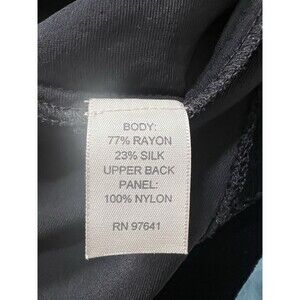 BODY:
77% RAYON
23% SILK
UPPER BACK
PANEL:
100% NYLON
RN 97641